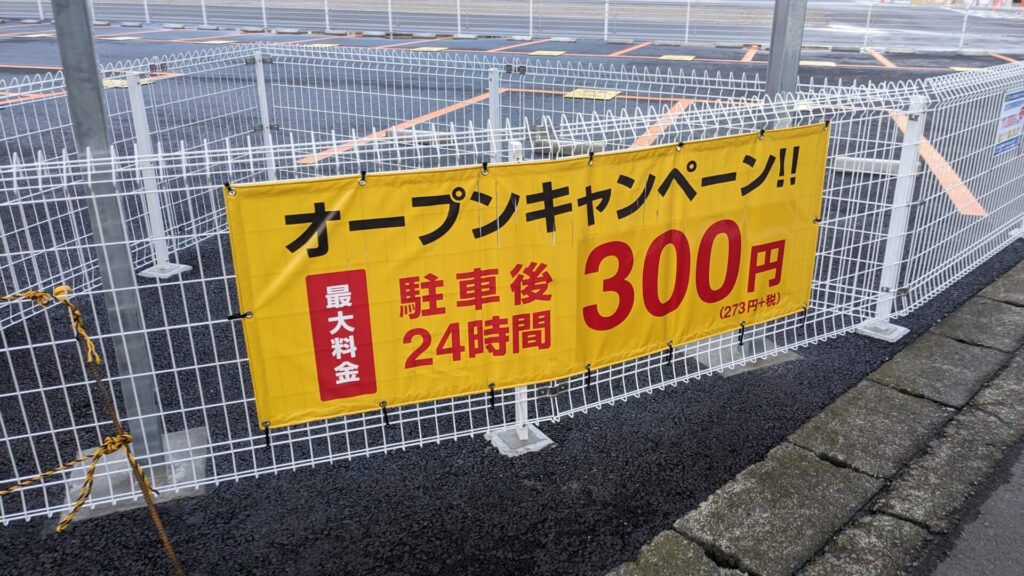 オープンキャンペーン!!
最大料金
駐車後
24時間
300円
(273円+税)